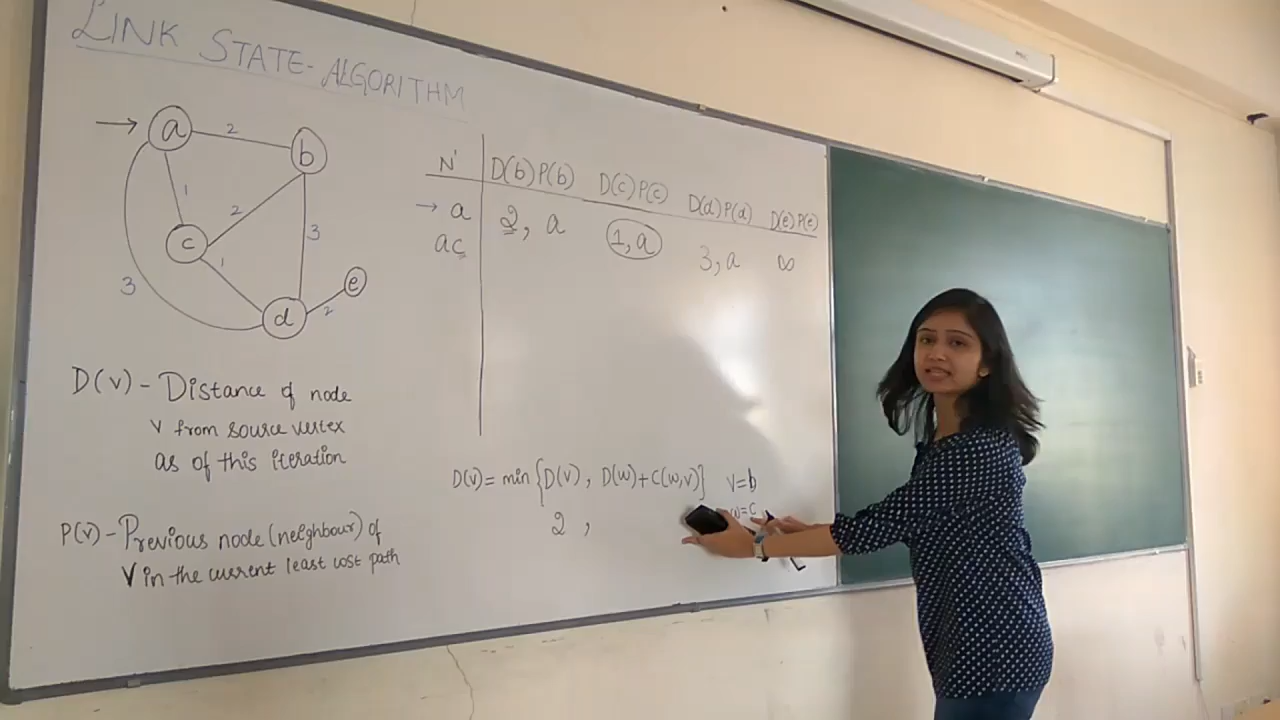 LINK STATE-ALGORITHM
a
2
b
1
2
3
c
1
3
d
2
e
N' D(b)P(b) D(c)P(c) D(d)P(d) D(e)P(e)
→ a 2, a 1,a 3,a ∞
ac
D(v) - Distance of node
v from source vertex
as of this iteration
P(v) - Previous node (neighbour) of
v in the current least cost path
D(v) = min {D(v), D(w)+C(w,v)} v=b
2, w=c